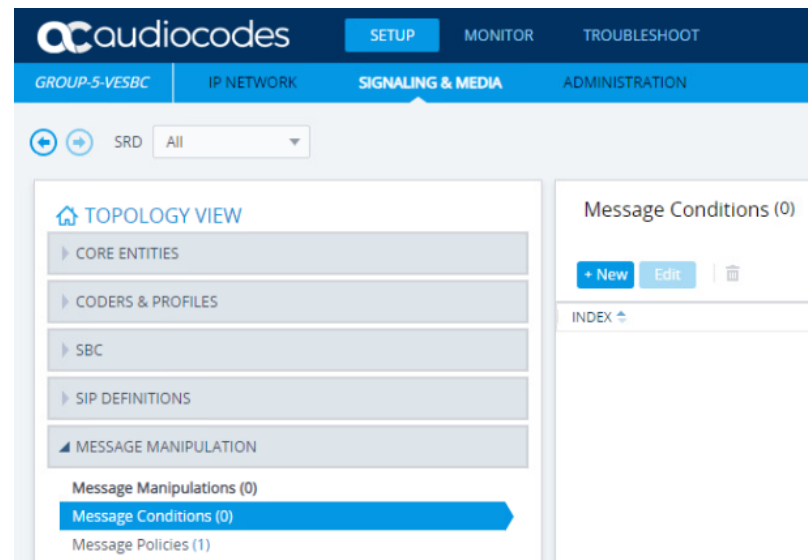 audiocodes SETUP MONITOR TROUBLESHOOT
GROUP-5-VESBC IP NETWORK SIGNALING & MEDIA ADMINISTRATION
SRD All
TOPOLOGY VIEW
CORE ENTITIES
CODERS & PROFILES
SBC
SIP DEFINITIONS
MESSAGE MANIPULATION
Message Manipulations (0)
Message Conditions (0)
Message Policies (1)
Message Conditions (0)
+ New Edit
INDEX